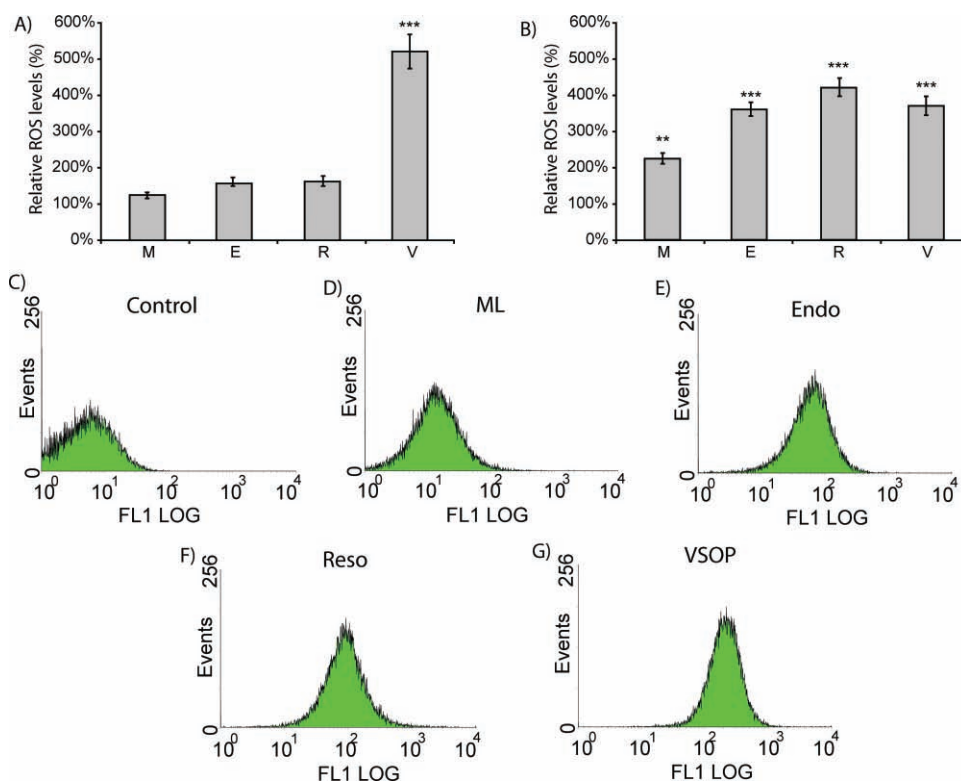 A)
Relative ROS levels (%)
600%
500%
400%
300%
200%
100%
0%
***
M E R V
B)
Relative ROS levels (%)
600%
500%
400%
300%
200%
100%
0%
** *** *** ***
M E R V
C) Control
256
Events
0
10^0 10^1 10^2 10^3 10^4
FL1 LOG
D) ML
256
Events
0
10^0 10^1 10^2 10^3 10^4
FL1 LOG
E) Endo
256
Events
0
10^0 10^1 10^2 10^3 10^4
FL1 LOG
F) Reso
256
Events
0
10^0 10^1 10^2 10^3 10^4
FL1 LOG
G) VSOP
256
Events
0
10^0 10^1 10^2 10^3 10^4
FL1 LOG